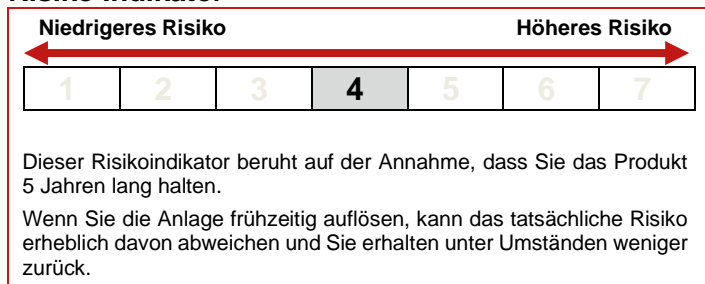 Niedrigeres Risiko Höheres Risiko
1 2 3 4 5 6 7
Dieser Risikoindikator beruht auf der Annahme, dass Sie das Produkt
5 Jahren lang halten.
Wenn Sie die Anlage frühzeitig auflösen, kann das tatsächliche Risiko
erheblich davon abweichen und Sie erhalten unter Umständen weniger
zurück.